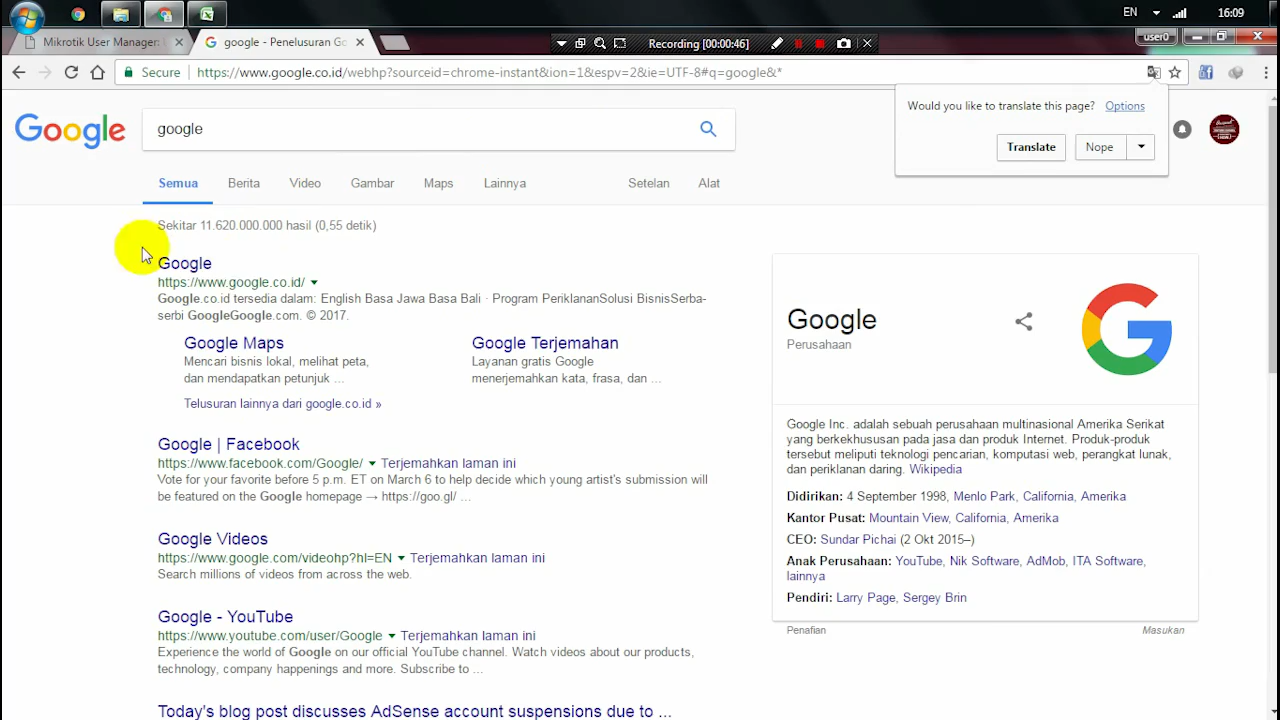 EN
16:09
Mikrotik User Manager:
google - Penelusuran Go
Recording [00:00:46]
user0
Secure
https://www.google.co.id/webhp?sourceid=chrome-instant&ion=1&espv=2&ie=UTF-8#q=google&*
Would you like to translate this page? Options
Translate
Nope
Google
google
Semua
Berita
Video
Gambar
Maps
Lainnya
Setelan
Alat
Sekitar 11.620.000.000 hasil (0,55 detik)
Google
https://www.google.co.id/
Google.co.id tersedia dalam: English Basa Jawa Basa Bali · Program PeriklananSolusi BisnisSerba-
serbi GoogleGoogle.com. © 2017.
Google Maps
Mencari bisnis lokal, melihat peta,
dan mendapatkan petunjuk ...
Google Terjemahan
Layanan gratis Google
menerjemahkan kata, frasa, dan ...
Telusuran lainnya dari google.co.id »
Google | Facebook
https://www.facebook.com/Google/ Terjemahkan laman ini
Vote for your favorite before 5 p.m. ET on March 6 to help decide which young artist's submission will
be featured on the Google homepage → https://goo.gl/ ...
Google Videos
https://www.google.com/videohp?hl=EN Terjemahkan laman ini
Search millions of videos from across the web.
Google - YouTube
https://www.youtube.com/user/Google Terjemahkan laman ini
Experience the world of Google on our official YouTube channel. Watch videos about our products,
technology, company happenings and more. Subscribe to ...
Today's blog post discusses AdSense account suspensions due to ...
Google
Perusahaan
Google Inc. adalah sebuah perusahaan multinasional Amerika Serikat
yang berkekhususan pada jasa dan produk Internet. Produk-produk
tersebut meliputi teknologi pencarian, komputasi web, perangkat lunak,
dan periklanan daring. Wikipedia
Didirikan: 4 September 1998, Menlo Park, California, Amerika
Kantor Pusat: Mountain View, California, Amerika
CEO: Sundar Pichai (2 Okt 2015–)
Anak Perusahaan: YouTube, Nik Software, AdMob, ITA Software,
lainnya
Pendiri: Larry Page, Sergey Brin
Penafian
Masukan